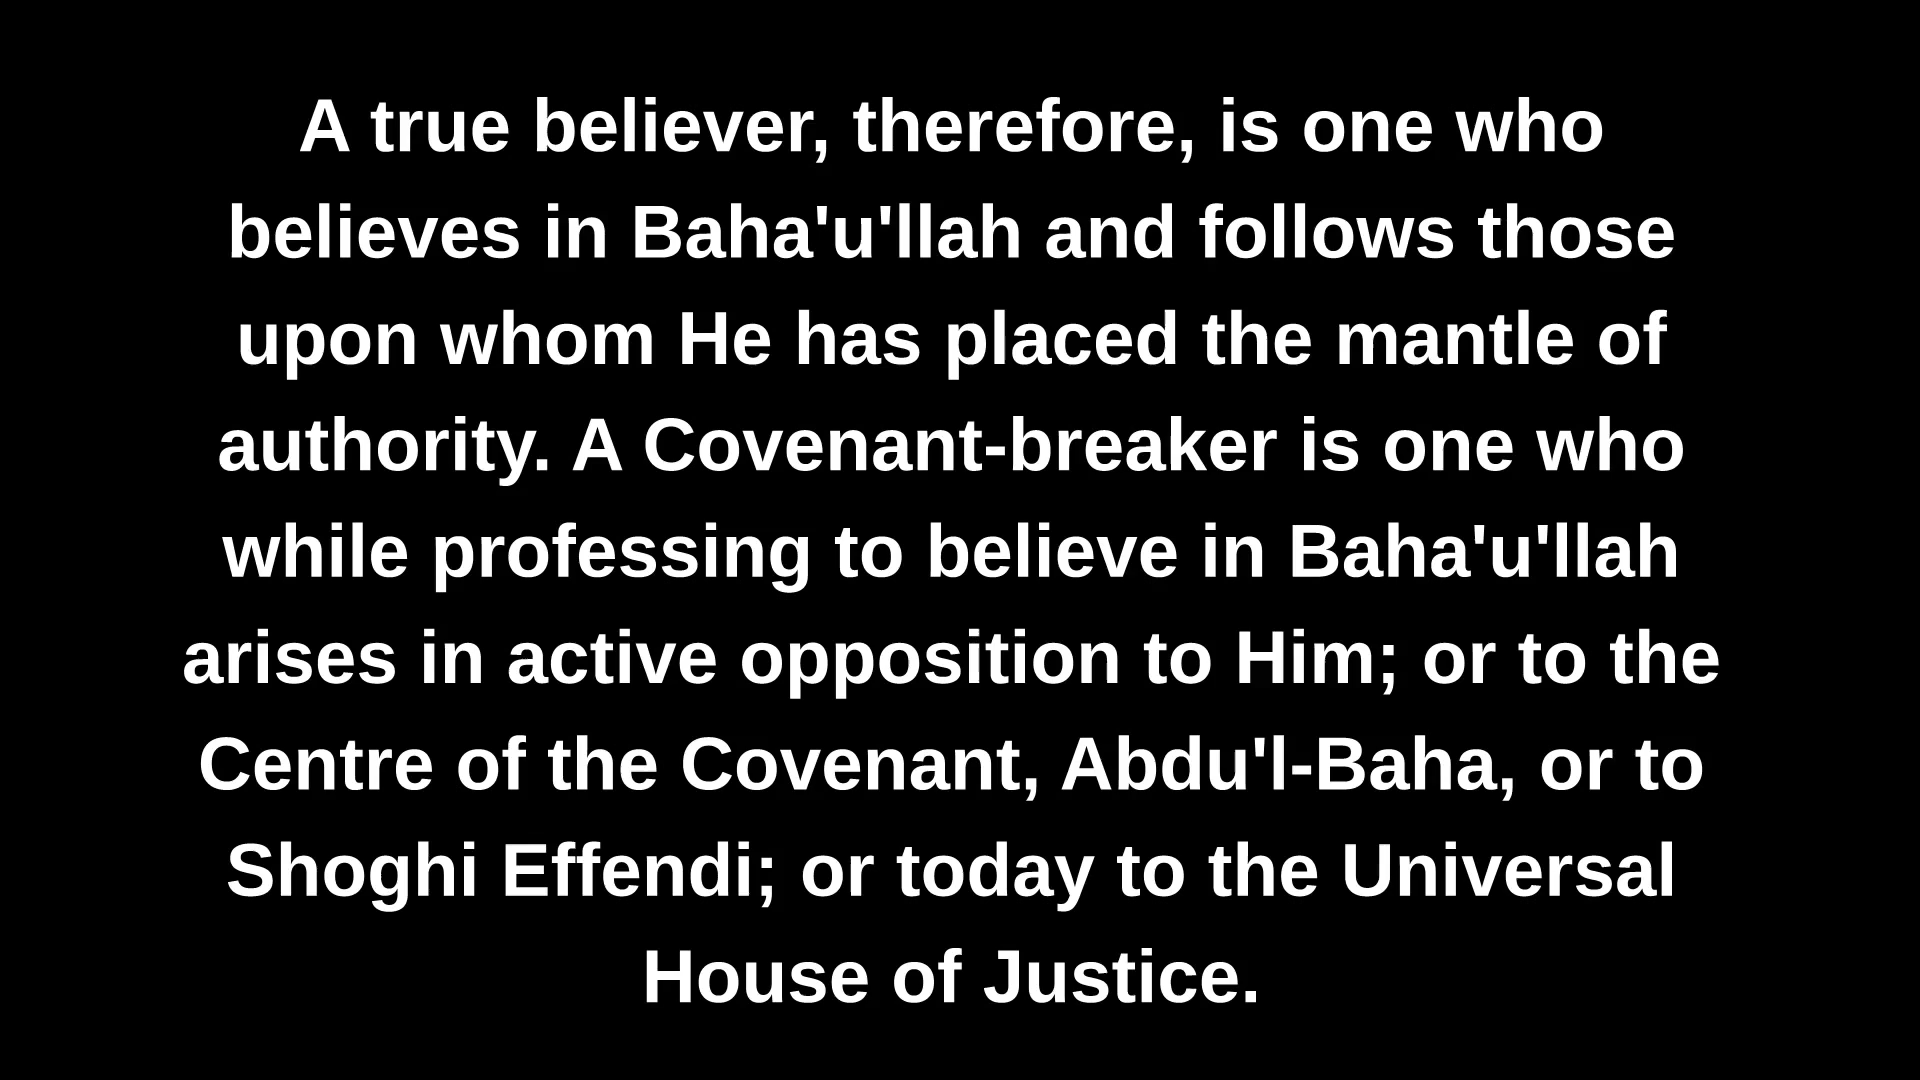 A true believer, therefore, is one who
believes in Baha'u'llah and follows those
upon whom He has placed the mantle of
authority. A Covenant-breaker is one who
while professing to believe in Baha'u'llah
arises in active opposition to Him; or to the
Centre of the Covenant, Abdu'l-Baha, or to
Shoghi Effendi; or today to the Universal
House of Justice.